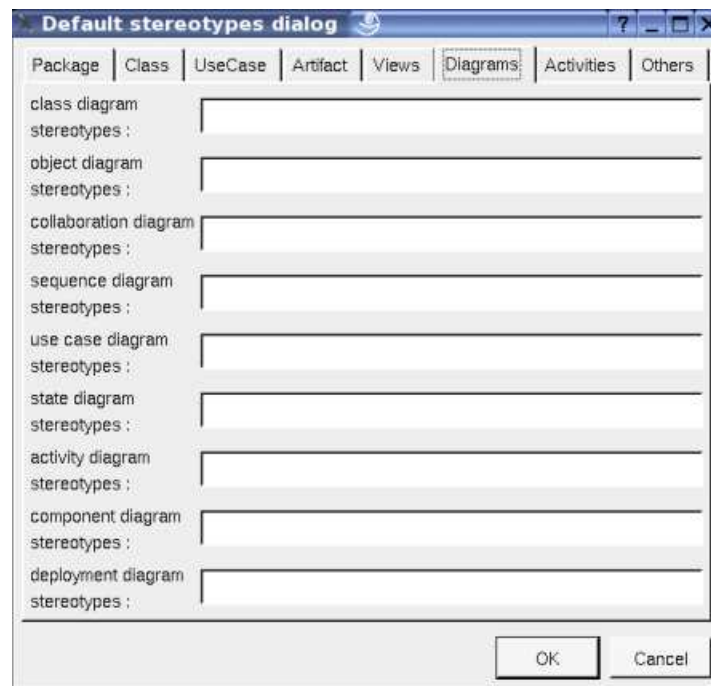 Default stereotypes dialog
? _ □ X
Package Class UseCase Artifact Views Diagrams Activities Others
class diagram
stereotypes :
object diagram
stereotypes :
collaboration diagram
stereotypes :
sequence diagram
stereotypes :
use case diagram
stereotypes :
state diagram
stereotypes :
activity diagram
stereotypes :
component diagram
stereotypes :
deployment diagram
stereotypes :
OK Cancel